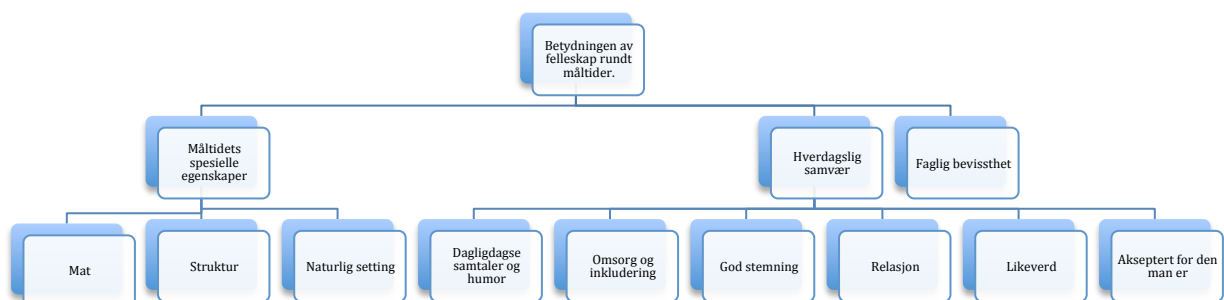 Betydningen av
felleskap rundt
måltider.
Måltidets
spesielle
egenskaper
Hverdagslig
samvær
Faglig bevissthet
Mat
Struktur
Naturlig setting
Dagligdagse
samtaler og
humor
Omsorg og
inkludering
God stemning
Relasjon
Likeverd
Akseptert for den
man er